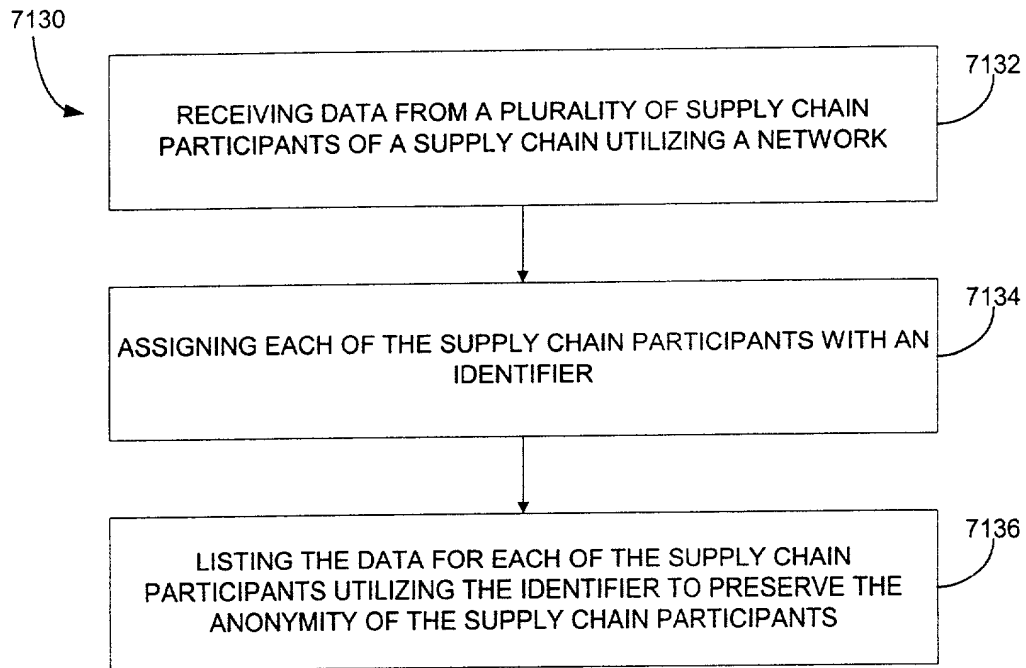 7130
7132
RECEIVING DATA FROM A PLURALITY OF SUPPLY CHAIN
PARTICIPANTS OF A SUPPLY CHAIN UTILIZING A NETWORK
7134
ASSIGNING EACH OF THE SUPPLY CHAIN PARTICIPANTS WITH AN
IDENTIFIER
7136
LISTING THE DATA FOR EACH OF THE SUPPLY CHAIN
PARTICIPANTS UTILIZING THE IDENTIFIER TO PRESERVE THE
ANONYMITY OF THE SUPPLY CHAIN PARTICIPANTS